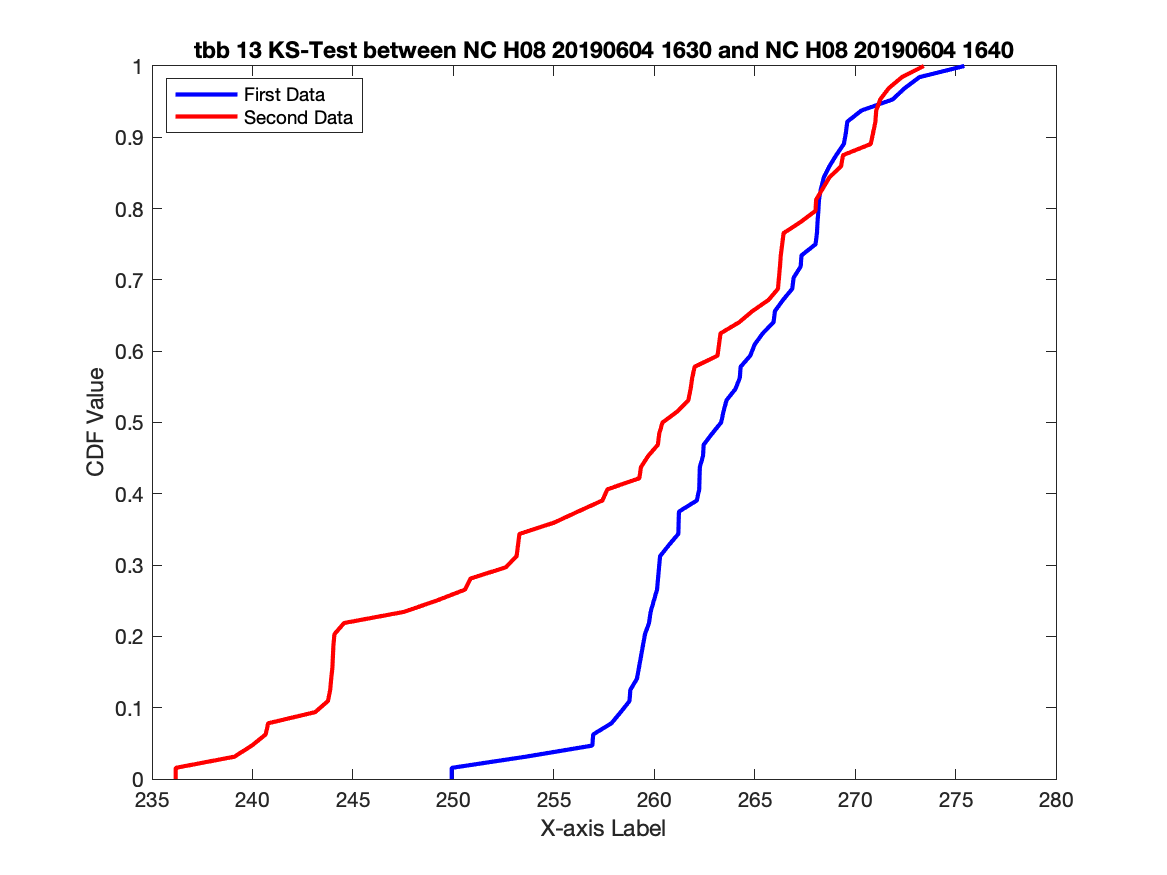 tbb 13 KS-Test between NC H08 20190604 1630 and NC H08 20190604 1640
First Data
Second Data
1
0.9
0.8
0.7
0.6
0.5
0.4
0.3
0.2
0.1
0
CDF Value
235 240 245 250 255 260 265 270 275 280
X-axis Label